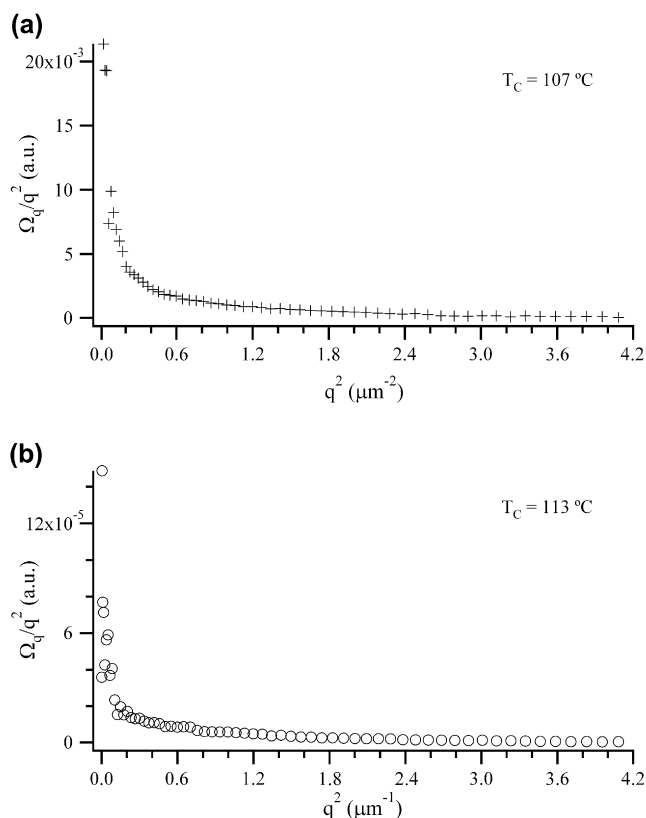 (a)
20x10⁻³
T_C = 107 ºC
15
Ω_q/q² (a.u.)
10
5
0
0.0 0.6 1.2 1.8 2.4 3.0 3.6 4.2
q² (μm⁻²)
(b)
12x10⁻⁵
T_C = 113 ºC
Ω_q/q² (a.u.)
6
0
0.0 0.6 1.2 1.8 2.4 3.0 3.6 4.2
q² (μm⁻¹)